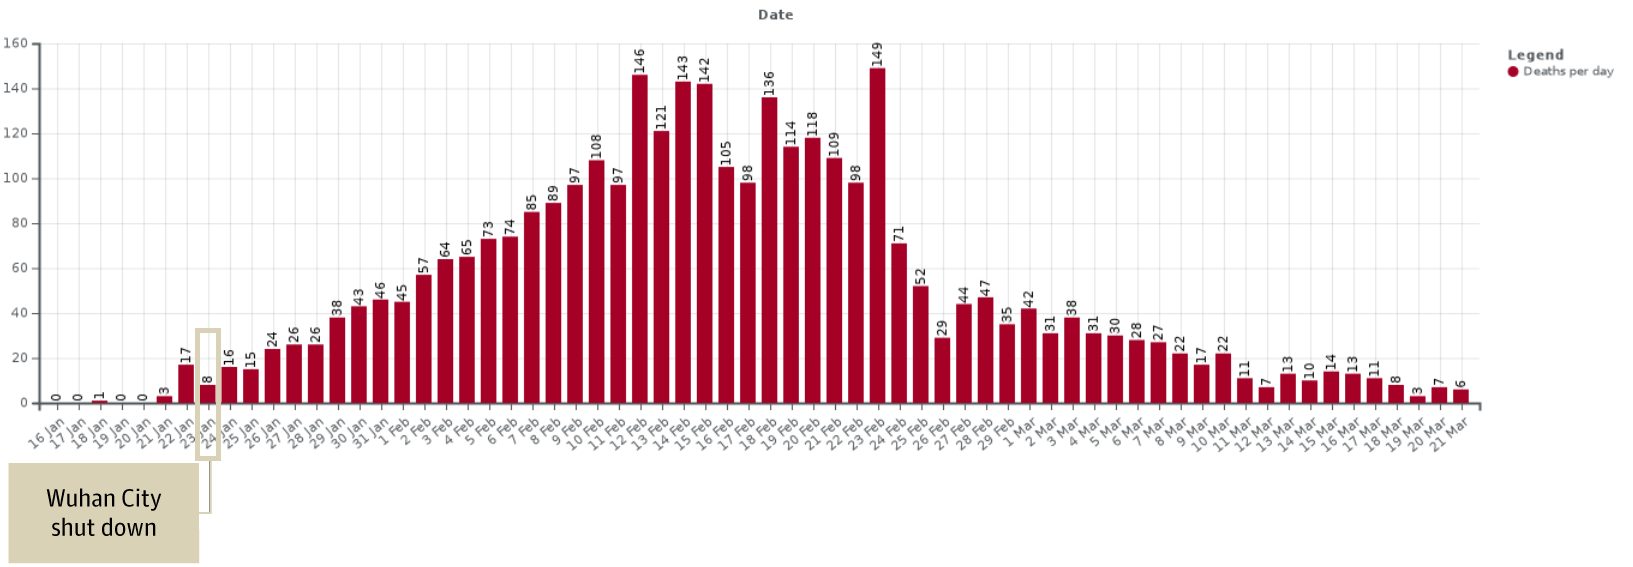 Date
160
140
120
100
80
60
40
20
0
0 0 1 0 0 3 17 8 16 15 24 26 26 38 43 46 45 57 64 65 73 74 85 89 97 108 97 146 121 143 142 105 98 136 114 118 109 98 149 71 52 29 44 47 35 42 31 38 31 30 28 27 22 17 22 11 7 13 10 14 13 11 8 3 7 6
16 Jan 17 Jan 18 Jan 19 Jan 20 Jan 21 Jan 22 Jan 23 Jan 24 Jan 25 Jan 26 Jan 27 Jan 28 Jan 29 Jan 30 Jan 31 Jan 1 Feb 2 Feb 3 Feb 4 Feb 5 Feb 6 Feb 7 Feb 8 Feb 9 Feb 10 Feb 11 Feb 12 Feb 13 Feb 14 Feb 15 Feb 16 Feb 17 Feb 18 Feb 19 Feb 20 Feb 21 Feb 22 Feb 23 Feb 24 Feb 25 Feb 26 Feb 27 Feb 28 Feb 29 Feb 1 Mar 2 Mar 3 Mar 4 Mar 5 Mar 6 Mar 7 Mar 8 Mar 9 Mar 10 Mar 11 Mar 12 Mar 13 Mar 14 Mar 15 Mar 16 Mar 17 Mar 18 Mar 19 Mar 20 Mar 21 Mar
Legend
Deaths per day
Wuhan City
shut down